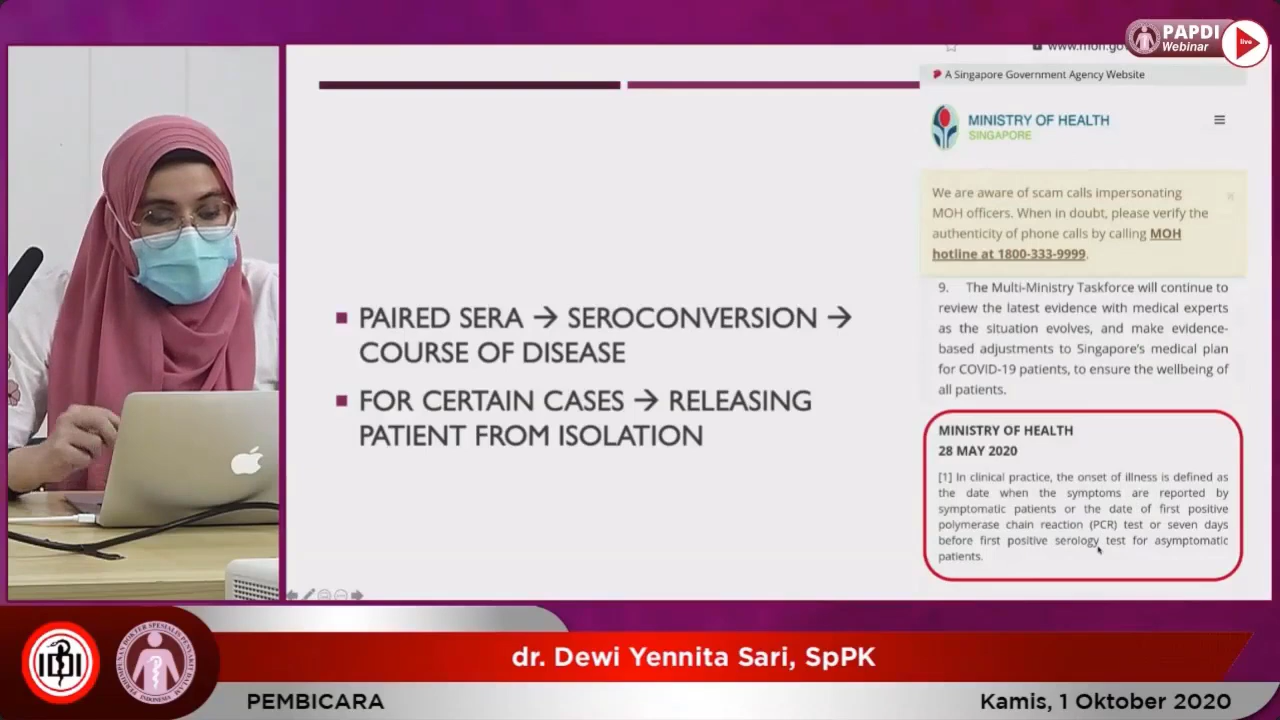 PAPDI
Webinar
live
www.moh.go
A Singapore Government Agency Website
MINISTRY OF HEALTH
SINGAPORE
We are aware of scam calls impersonating
MOH officers. When in doubt, please verify the
authenticity of phone calls by calling MOH
hotline at 1800-333-9999.
9. The Multi-Ministry Taskforce will continue to
review the latest evidence with medical experts
as the situation evolves, and make evidence-
based adjustments to Singapore's medical plan
for COVID-19 patients, to ensure the wellbeing of
all patients.
MINISTRY OF HEALTH
28 MAY 2020
[1] In clinical practice, the onset of illness is defined as
the date when the symptoms are reported by
symptomatic patients or the date of first positive
polymerase chain reaction (PCR) test or seven days
before first positive serology test for asymptomatic
patients.
▪ PAIRED SERA → SEROCONVERSION →
COURSE OF DISEASE
▪ FOR CERTAIN CASES → RELEASING
PATIENT FROM ISOLATION
IDI
PERHIMPUNAN DOKTER SPESIALIS PENYAKIT DALAM
INDONESIA
dr. Dewi Yennita Sari, SpPK
PEMBICARA
Kamis, 1 Oktober 2020